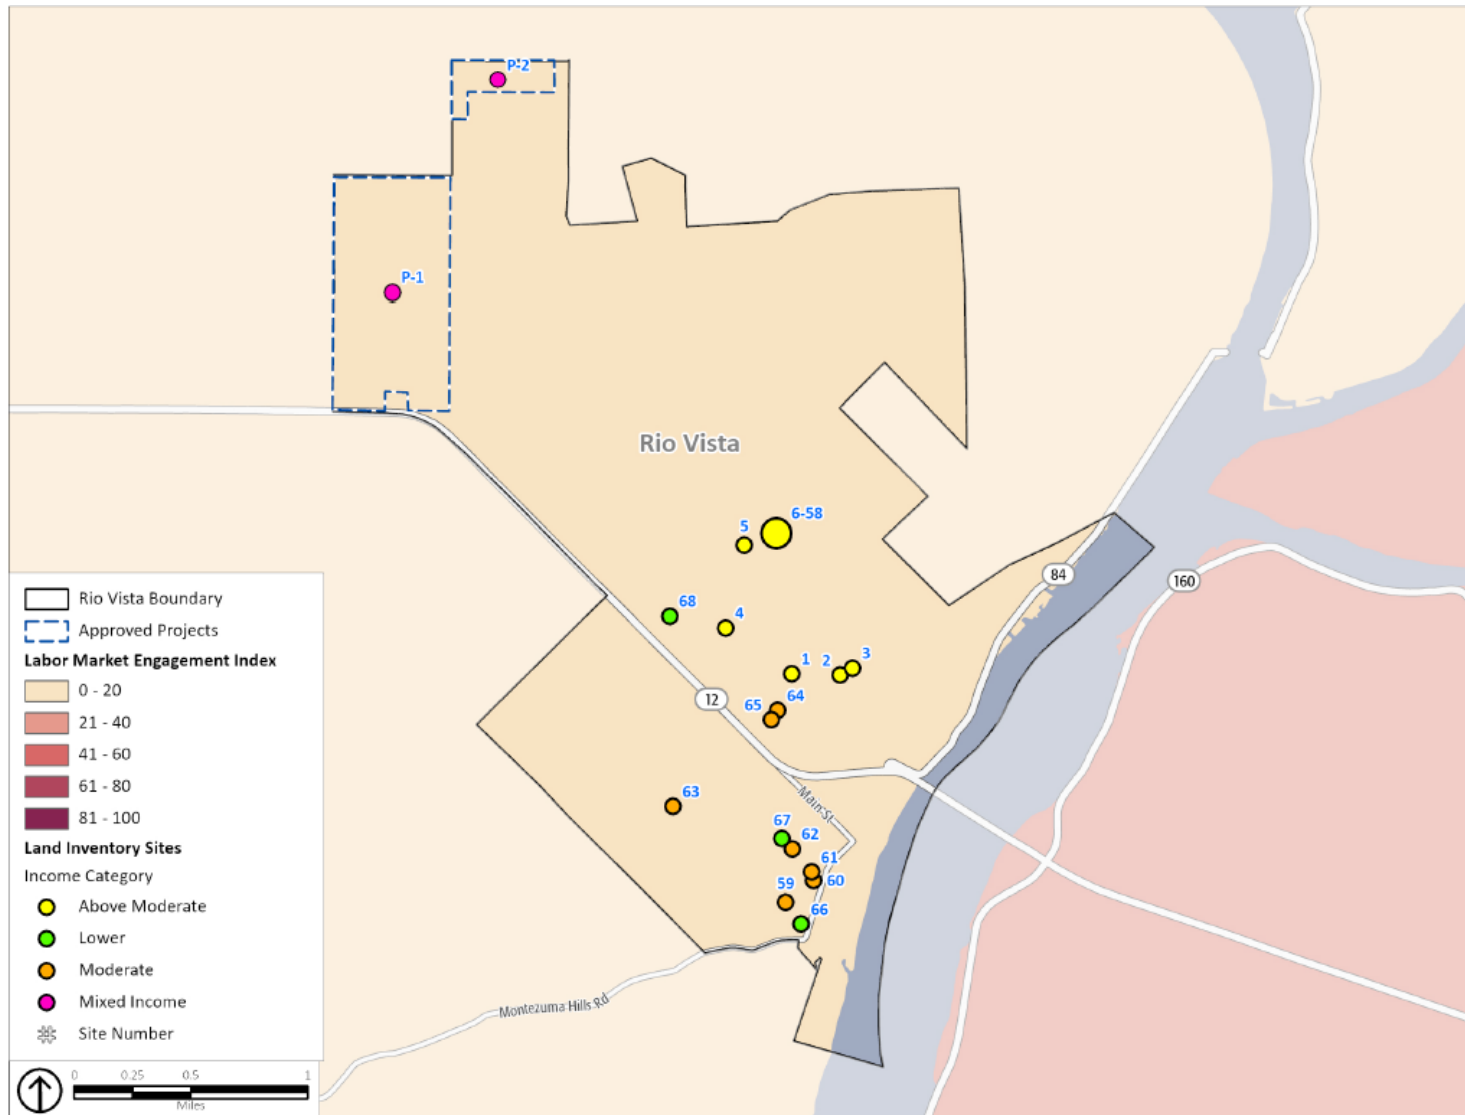 P-2
P-1
Rio Vista
6-58
5
84
160
68
4
1
2
3
12
64
65
63
Main St
67
62
61
60
59
66
Montezuma Hills Rd
Rio Vista Boundary
Approved Projects
Labor Market Engagement Index
0 - 20
21 - 40
41 - 60
61 - 80
81 - 100
Land Inventory Sites
Income Category
Above Moderate
Lower
Moderate
Mixed Income
# Site Number
0 0.25 0.5 1
Miles